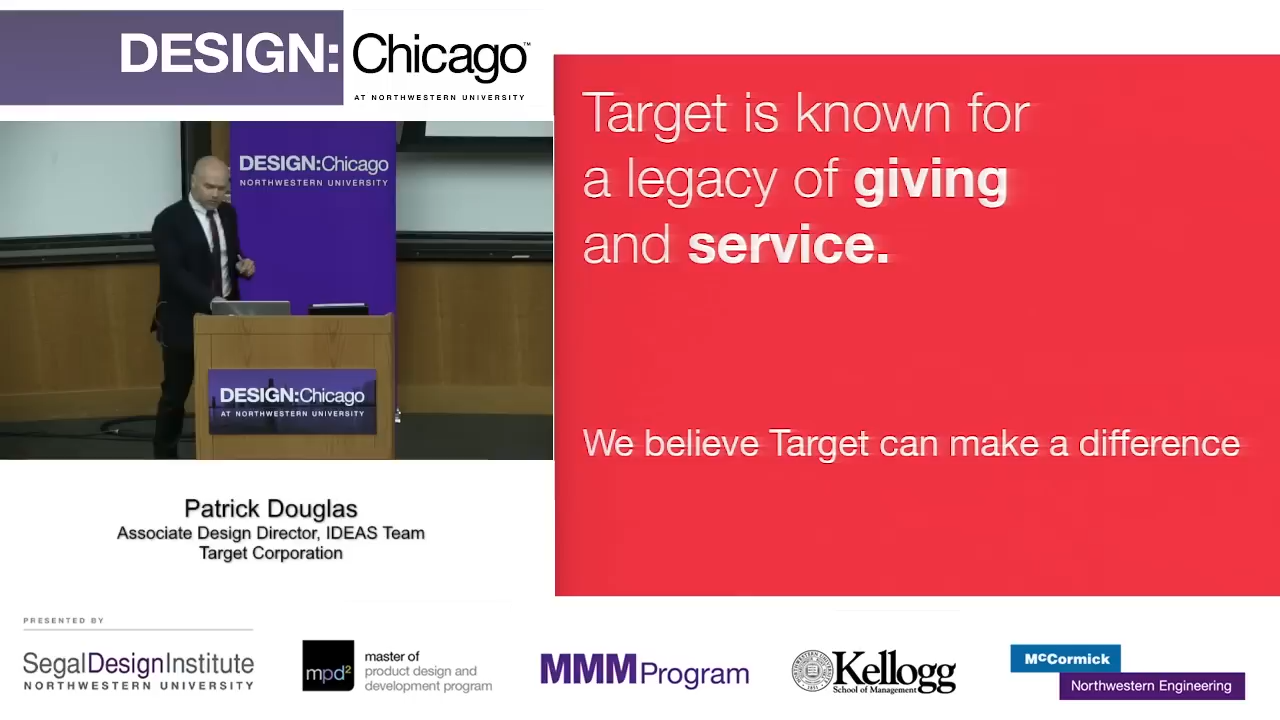 DESIGN:Chicago™
AT NORTHWESTERN UNIVERSITY
DESIGN:Chicago
NORTHWESTERN UNIVERSITY
DESIGN:Chicago
AT NORTHWESTERN UNIVERSITY
Patrick Douglas
Associate Design Director, IDEAS Team
Target Corporation
Target is known for
a legacy of giving
and service.
We believe Target can make a difference
PRESENTED BY
SegalDesignInstitute
NORTHWESTERN UNIVERSITY
mpd²
master of
product design and
development program
MMM Program
Kellogg
School of Management
McCormick
Northwestern Engineering